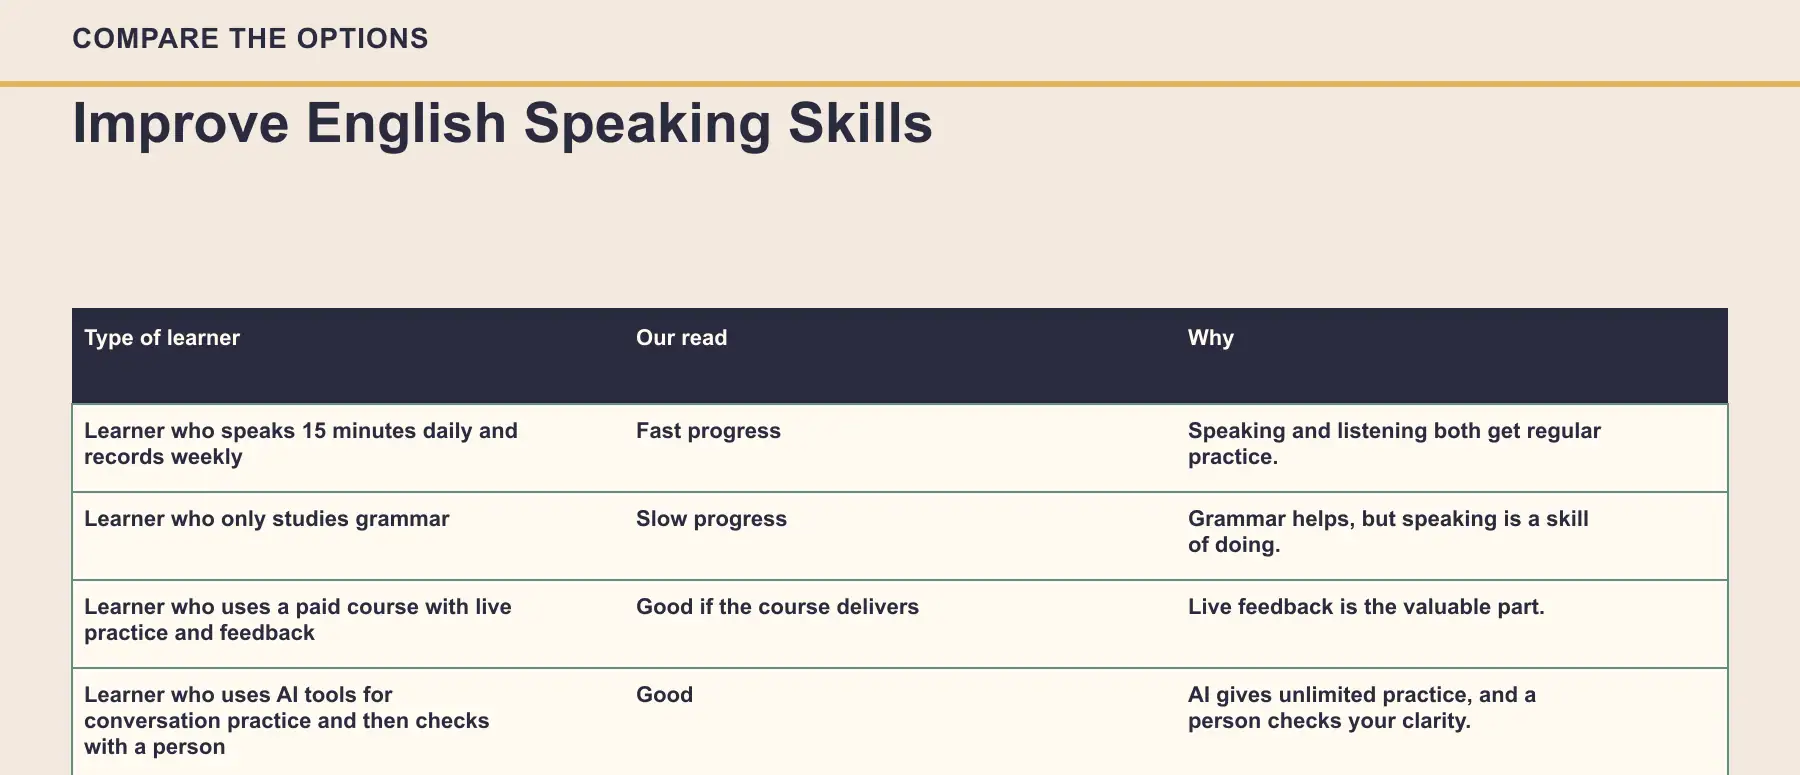 COMPARE THE OPTIONS
Improve English Speaking Skills
Type of learner
Our read
Why
Learner who speaks 15 minutes daily and
records weekly
Fast progress
Speaking and listening both get regular
practice.
Learner who only studies grammar
Slow progress
Grammar helps, but speaking is a skill
of doing.
Learner who uses a paid course with live
practice and feedback
Good if the course delivers
Live feedback is the valuable part.
Learner who uses AI tools for
conversation practice and then checks
with a person
Good
AI gives unlimited practice, and a
person checks your clarity.